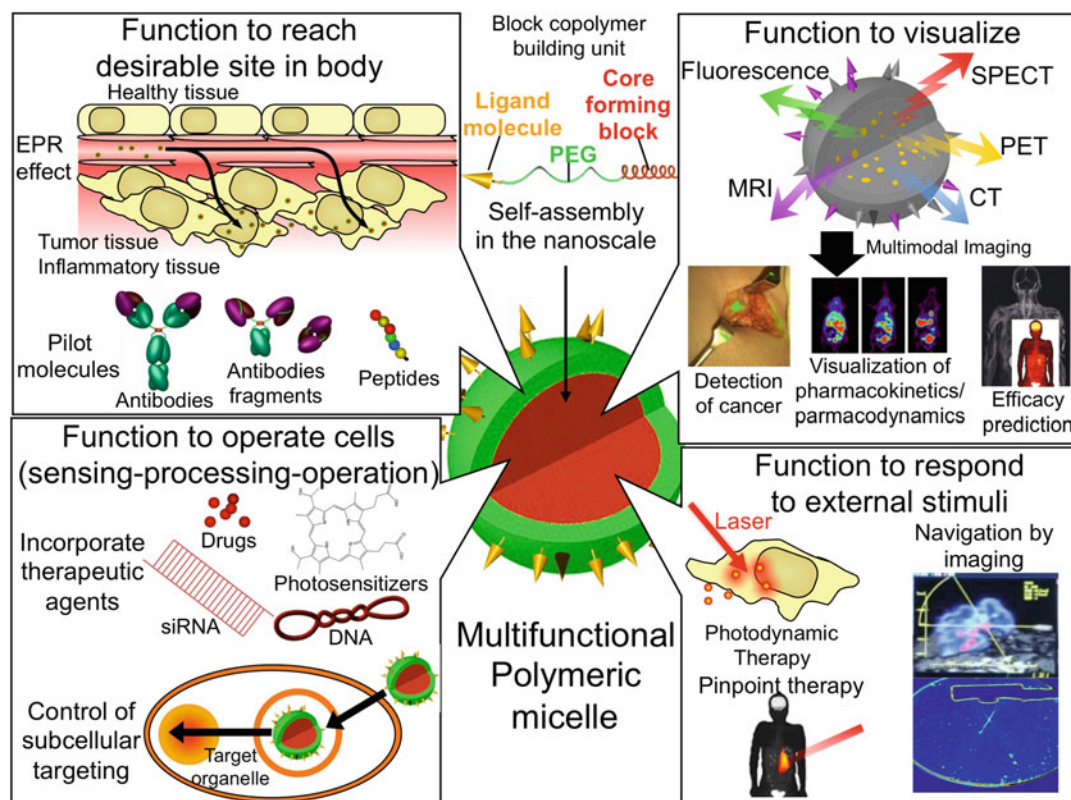 Function to reach
desirable site in body
Healthy tissue
EPR
effect
Tumor tissue
Inflammatory tissue
Pilot
molecules
Antibodies
Antibodies
fragments
Peptides
Block copolymer
building unit
Ligand
molecule
Core
forming
block
PEG
Self-assembly
in the nanoscale
Function to visualize
Fluorescence
SPECT
PET
MRI
CT
Multimodal Imaging
Detection
of cancer
Visualization of
pharmacokinetics/
parmacodynamics
Efficacy
prediction
Function to operate cells
(sensing-processing-operation)
Incorporate
therapeutic
agents
Drugs
Photosensitizers
siRNA
DNA
Control of
subcellular
targeting
Target
organelle
Multifunctional
Polymeric
micelle
Function to respond
to external stimuli
Laser
Navigation by
imaging
Photodynamic
Therapy
Pinpoint therapy